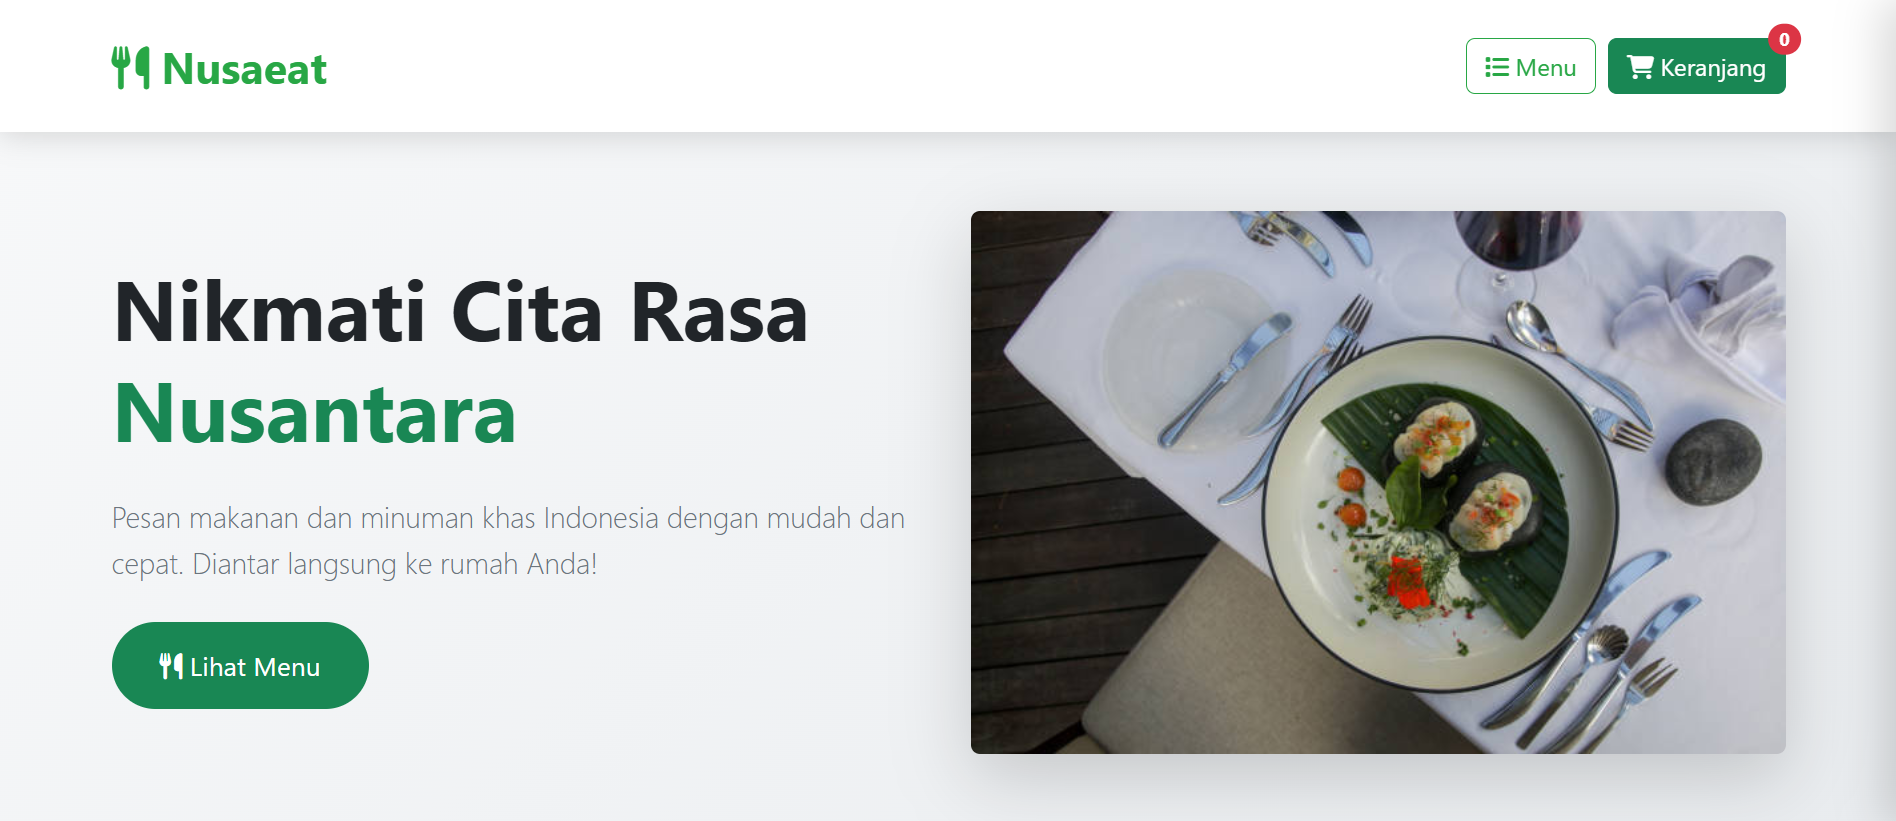 Nusaeat
Menu
Keranjang
0
Nikmati Cita Rasa
Nusantara
Pesan makanan dan minuman khas Indonesia dengan mudah dan
cepat. Diantar langsung ke rumah Anda!
Lihat Menu